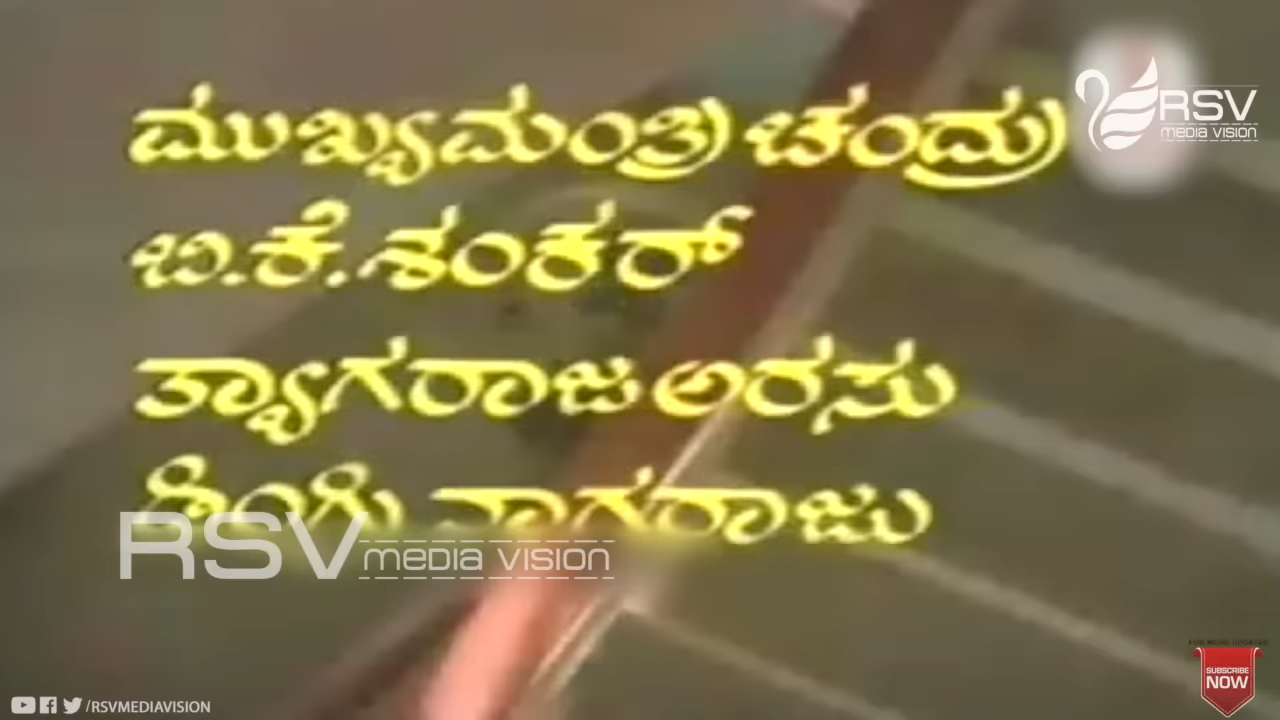 ಮುಖ್ಯಮಂತ್ರಿ ಚಂದ್ರು
RSV
media vision
ಬಿ.ಕೆ.ಶಂಕರ್
ತ್ಯಾಗರಾಜ ಅರಸು
ನಾಗರಾಜು
RSV media vision
SUBSCRIBE
NOW
/RSVMEDIAVISION